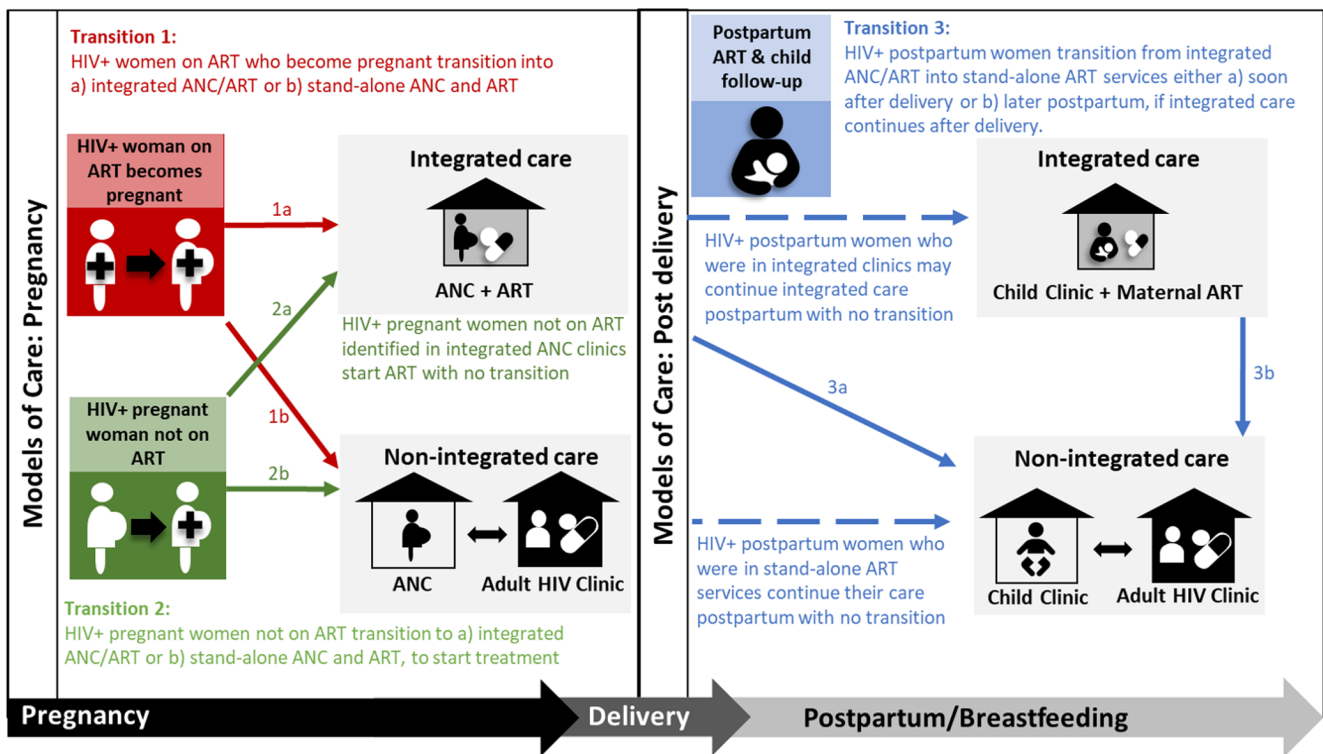 Models of Care: Pregnancy
Transition 1:
HIV+ women on ART who become pregnant transition into
a) integrated ANC/ART or b) stand-alone ANC and ART
HIV+ woman on
ART becomes
pregnant
1a
2a
1b
2b
Integrated care
ANC + ART
HIV+ pregnant women not on ART
identified in integrated ANC clinics
start ART with no transition
HIV+ pregnant
woman not on
ART
Non-integrated care
ANC
Adult HIV Clinic
Transition 2:
HIV+ pregnant women not on ART transition to a) integrated
ANC/ART or b) stand-alone ANC and ART, to start treatment
Models of Care: Post delivery
Postpartum
ART & child
follow-up
Transition 3:
HIV+ postpartum women transition from integrated
ANC/ART into stand-alone ART services either a) soon
after delivery or b) later postpartum, if integrated care
continues after delivery.
HIV+ postpartum women who
were in integrated clinics may
continue integrated care
postpartum with no transition
Integrated care
Child Clinic + Maternal ART
3a
3b
HIV+ postpartum women who
were in stand-alone ART
services continue their care
postpartum with no transition
Non-integrated care
Child Clinic
Adult HIV Clinic
Pregnancy
Delivery
Postpartum/Breastfeeding